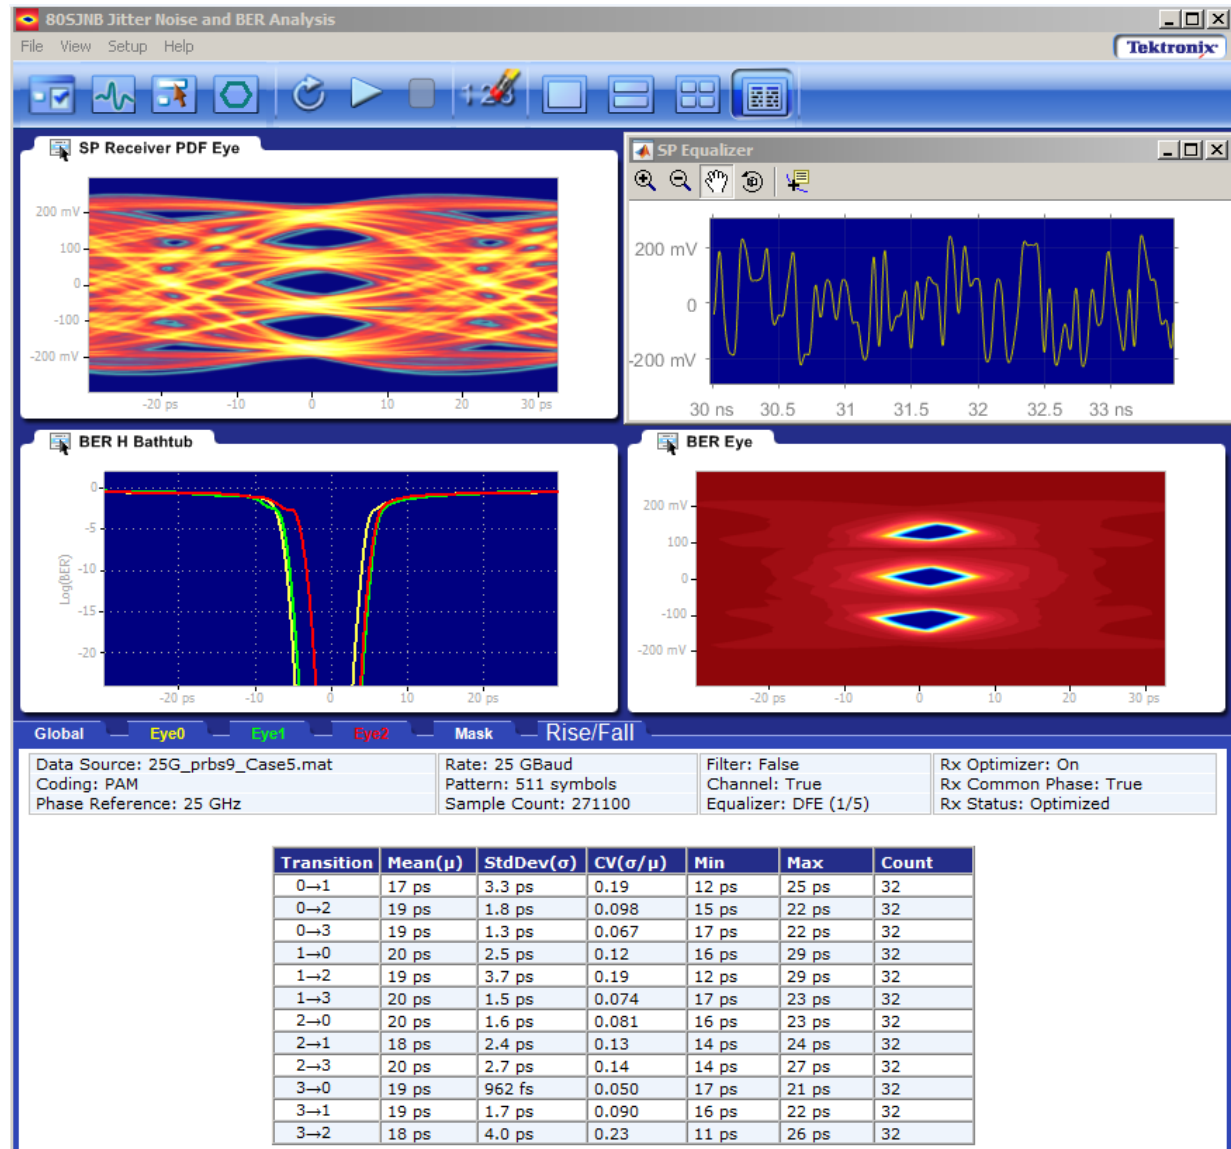 80SJNB Jitter Noise and BER Analysis
File View Setup Help
Tektronix
SP Receiver PDF Eye
200 mV
100
0
-100
-200 mV
-20 ps -10 0 10 20 30 ps
SP Equalizer
200 mV
0
-200 mV
30 ns 30.5 31 31.5 32 32.5 33 ns
BER H Bathtub
Log(BER)
0
-5
-10
-15
-20
-20 ps -10 0 10 20 ps
BER Eye
200 mV
100
0
-100
-200 mV
-20 ps -10 0 10 20 30 ps
Global Eye0 Eye1 Eye2 Mask Rise/Fall
Data Source: 25G_prbs9_Case5.mat Rate: 25 GBaud Filter: False Rx Optimizer: On
Coding: PAM Pattern: 511 symbols Channel: True Rx Common Phase: True
Phase Reference: 25 GHz Sample Count: 271100 Equalizer: DFE (1/5) Rx Status: Optimized
Transition Mean(μ) StdDev(σ) CV(σ/μ) Min Max Count
0→1 17 ps 3.3 ps 0.19 12 ps 25 ps 32
0→2 19 ps 1.8 ps 0.098 15 ps 22 ps 32
0→3 19 ps 1.3 ps 0.067 17 ps 22 ps 32
1→0 20 ps 2.5 ps 0.12 16 ps 29 ps 32
1→2 19 ps 3.7 ps 0.19 12 ps 29 ps 32
1→3 20 ps 1.5 ps 0.074 17 ps 23 ps 32
2→0 20 ps 1.6 ps 0.081 16 ps 23 ps 32
2→1 18 ps 2.4 ps 0.13 14 ps 24 ps 32
2→3 20 ps 2.7 ps 0.14 14 ps 27 ps 32
3→0 19 ps 962 fs 0.050 17 ps 21 ps 32
3→1 19 ps 1.7 ps 0.090 16 ps 22 ps 32
3→2 18 ps 4.0 ps 0.23 11 ps 26 ps 32